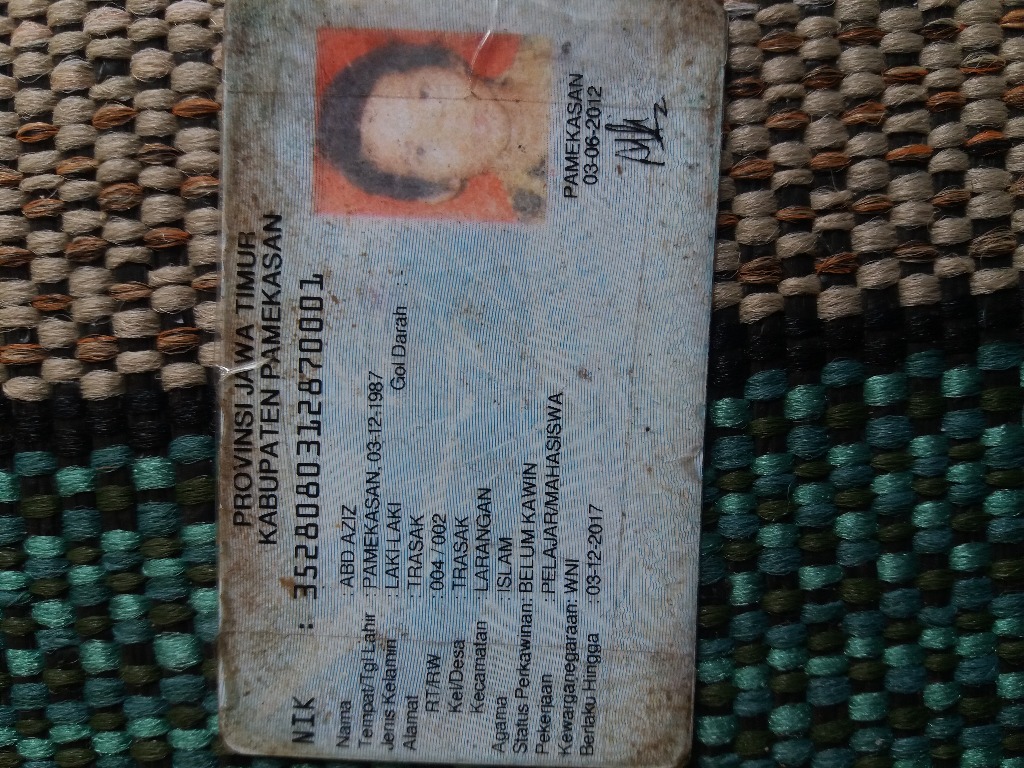 PROVINSI JAWA TIMUR
KABUPATEN PAMEKASAN
NIK : 3528080312870001
Nama : ABD AZIZ
Tempat/Tgl Lahir : PAMEKASAN, 03-12-1987
Jenis Kelamin : LAKI LAKI Gol Darah :
Alamat : TRASAK
RT/RW : 004 / 002
Kel/Desa : TRASAK
Kecamatan LARANGAN
Agama ISLAM
Status Perkawinan: BELUM KAWIN
Pekerjaan : PELAJAR/MAHASISWA
Kewarganegaraan: WNI
Berlaku Hingga : 03-12-2017
PAMEKASAN
03-06-2012